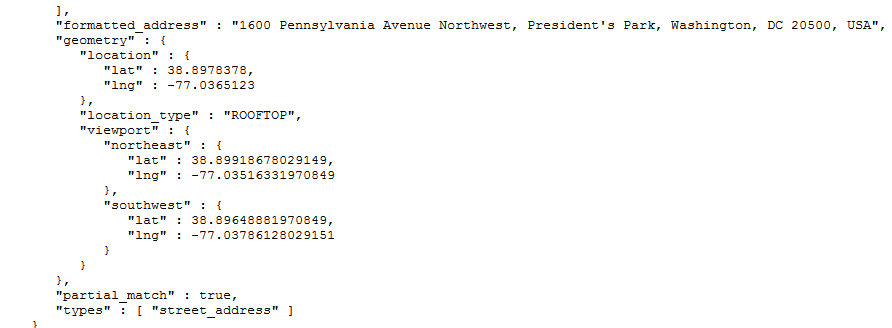 ],
"formatted_address" : "1600 Pennsylvania Avenue Northwest, President's Park, Washington, DC 20500, USA",
"geometry" : {
"location" : {
"lat" : 38.8978378,
"lng" : -77.0365123
},
"location_type" : "ROOFTOP",
"viewport" : {
"northeast" : {
"lat" : 38.89918678029149,
"lng" : -77.03516331970849
},
"southwest" : {
"lat" : 38.89648881970849,
"lng" : -77.03786128029151
}
}
},
"partial_match" : true,
"types" : [ "street_address" ]
}